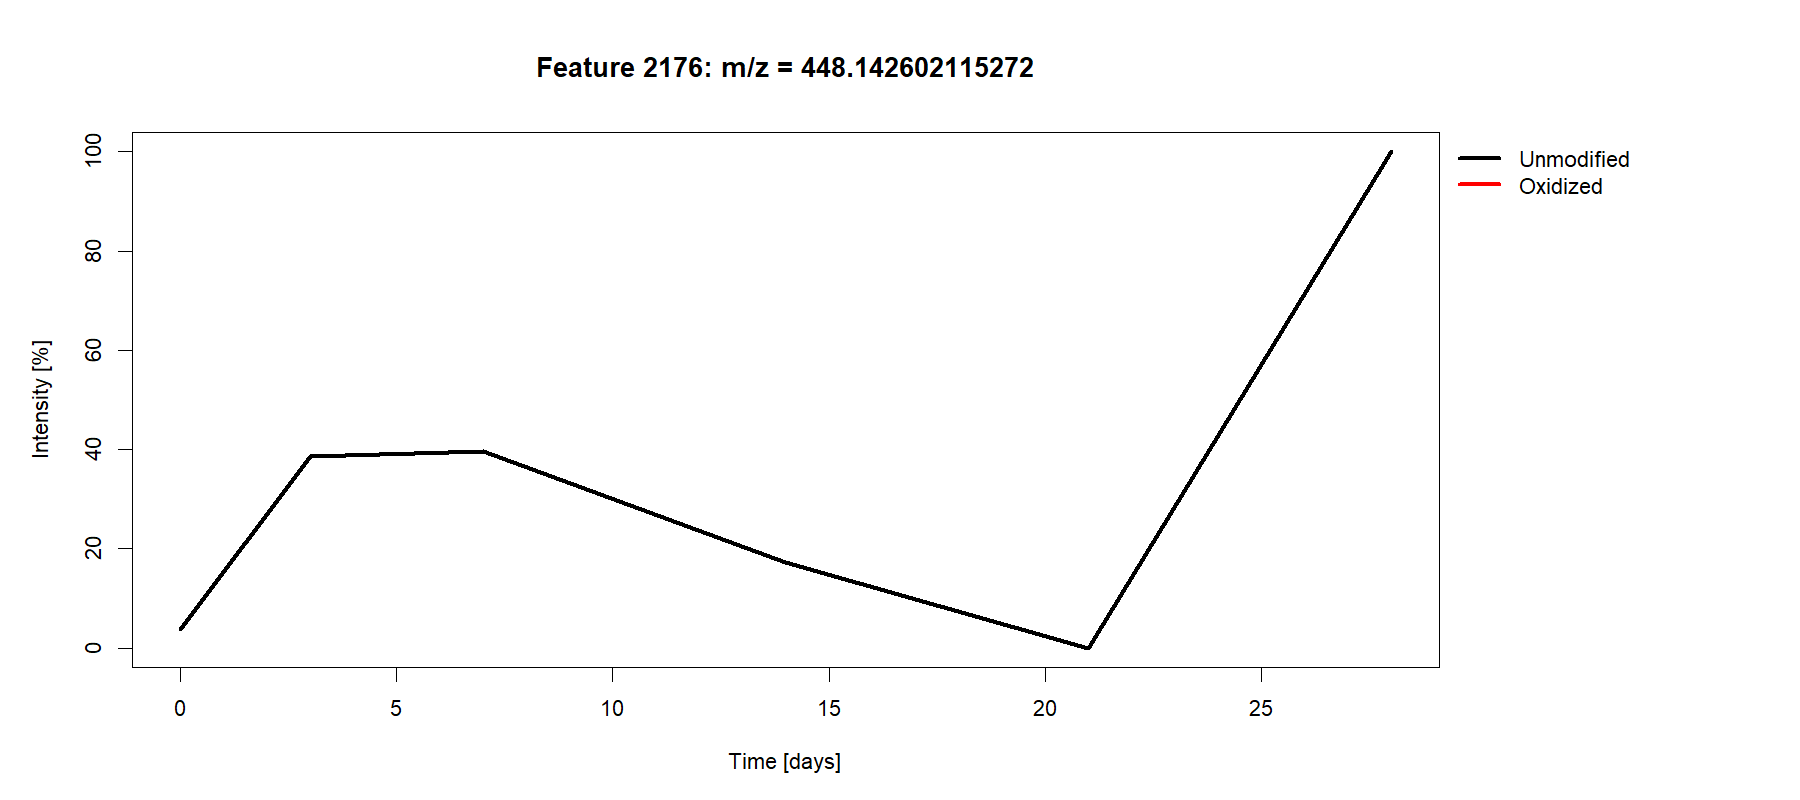 Feature 2176: m/z = 448.142602115272
Unmodified
Oxidized
Intensity [%]
100
80
60
40
20
0
0 5 10 15 20 25
Time [days]